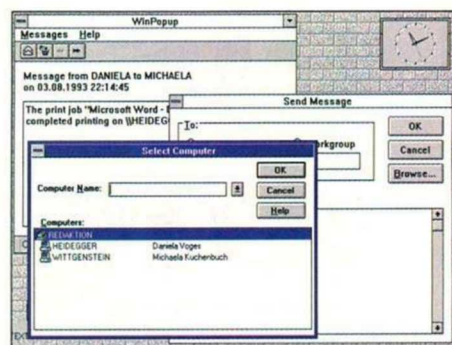 WinPopup
Messages Help
Message from DANIELA to MICHAELA
on 03.08.1993 22:14:45
The print job "Microsoft Word -
completed printing on \\HEIDEG
Send Message
To:
OK
Cancel
Browse...
Select Computer
Computer Name:
OK
Cancel
Help
Computers:
REDAKTION
HEIDEGGER Daniela Voges
WITTGENSTEIN Michaela Kuchenbuch